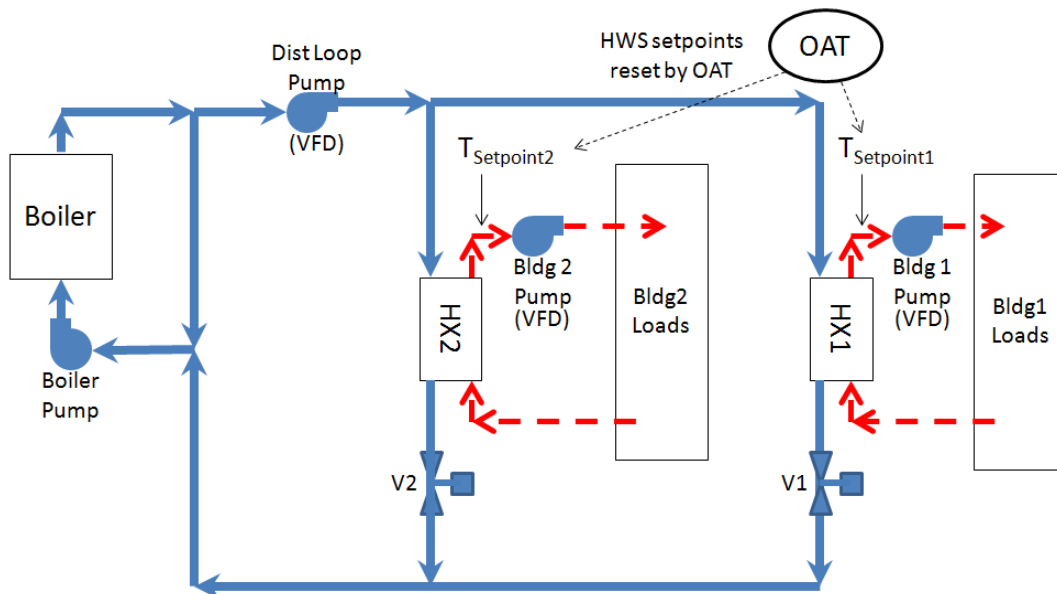 HWS setpoints
reset by OAT
OAT
Dist Loop
Pump
(VFD)
TSetpoint2
TSetpoint1
Boiler
Boiler
Pump
HX2
Bldg 2
Pump
(VFD)
Bldg2
Loads
HX1
Bldg 1
Pump
(VFD)
Bldg1
Loads
V2
V1